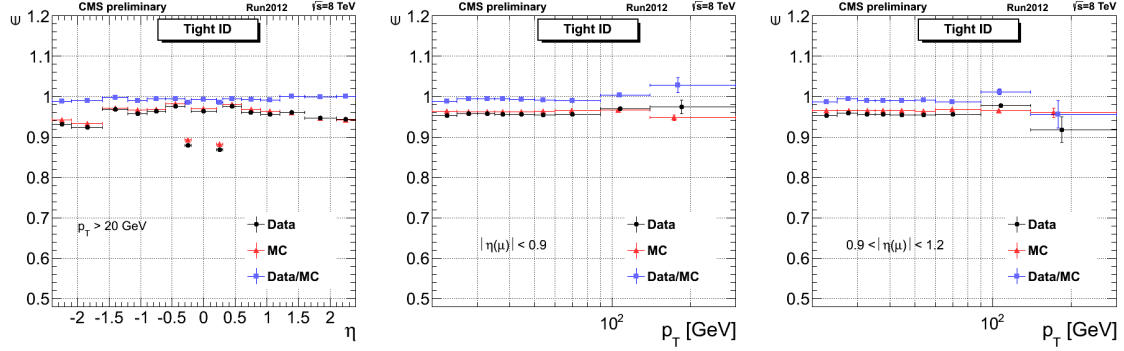 CMS preliminary Run2012 √s=8 TeV
Tight ID
∈
1.2
1.1
1
0.9
0.8
0.7
0.6
0.5
p_T > 20 GeV
Data
MC
Data/MC
-2 -1.5 -1 -0.5 0 0.5 1 1.5 2
η
CMS preliminary Run2012 √s=8 TeV
Tight ID
∈
1.2
1.1
1
0.9
0.8
0.7
0.6
0.5
|η(μ)| < 0.9
Data
MC
Data/MC
10²
p_T [GeV]
CMS preliminary Run2012 √s=8 TeV
Tight ID
∈
1.2
1.1
1
0.9
0.8
0.7
0.6
0.5
0.9 < |η(μ)| < 1.2
Data
MC
Data/MC
10²
p_T [GeV]